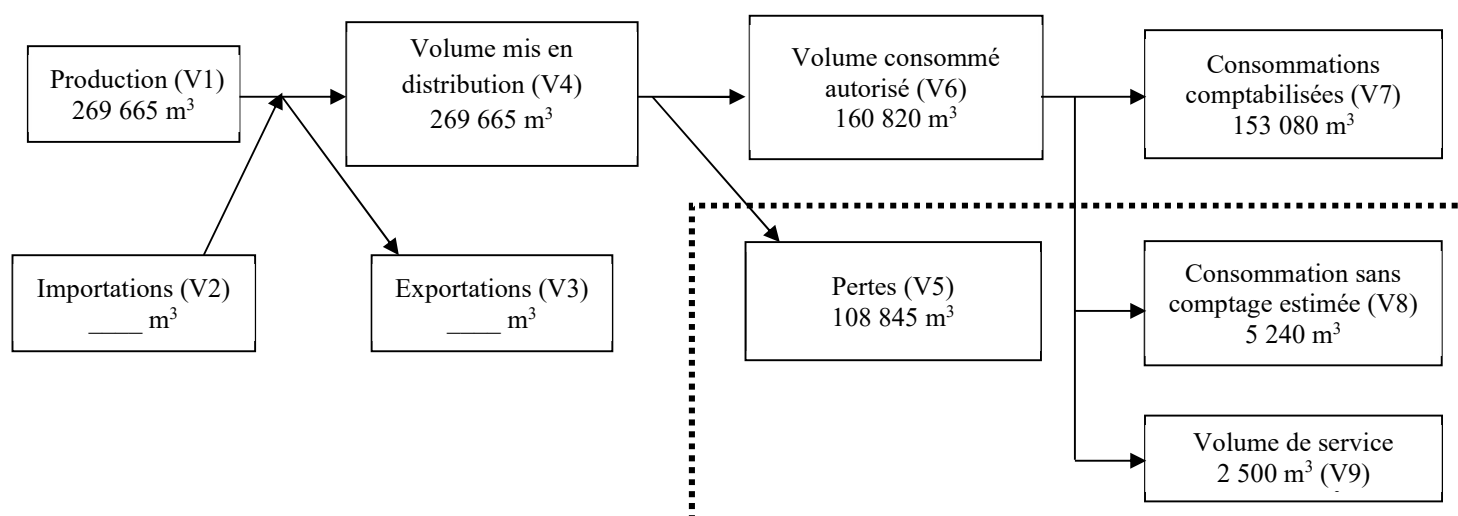 Production (V1)
269 665 m³
Volume mis en
distribution (V4)
269 665 m³
Volume consommé
autorisé (V6)
160 820 m³
Consommations
comptabilisées (V7)
153 080 m³
Importations (V2)
____ m³
Exportations (V3)
____ m³
Pertes (V5)
108 845 m³
Consommation sans
comptage estimée (V8)
5 240 m³
Volume de service
2 500 m³ (V9)